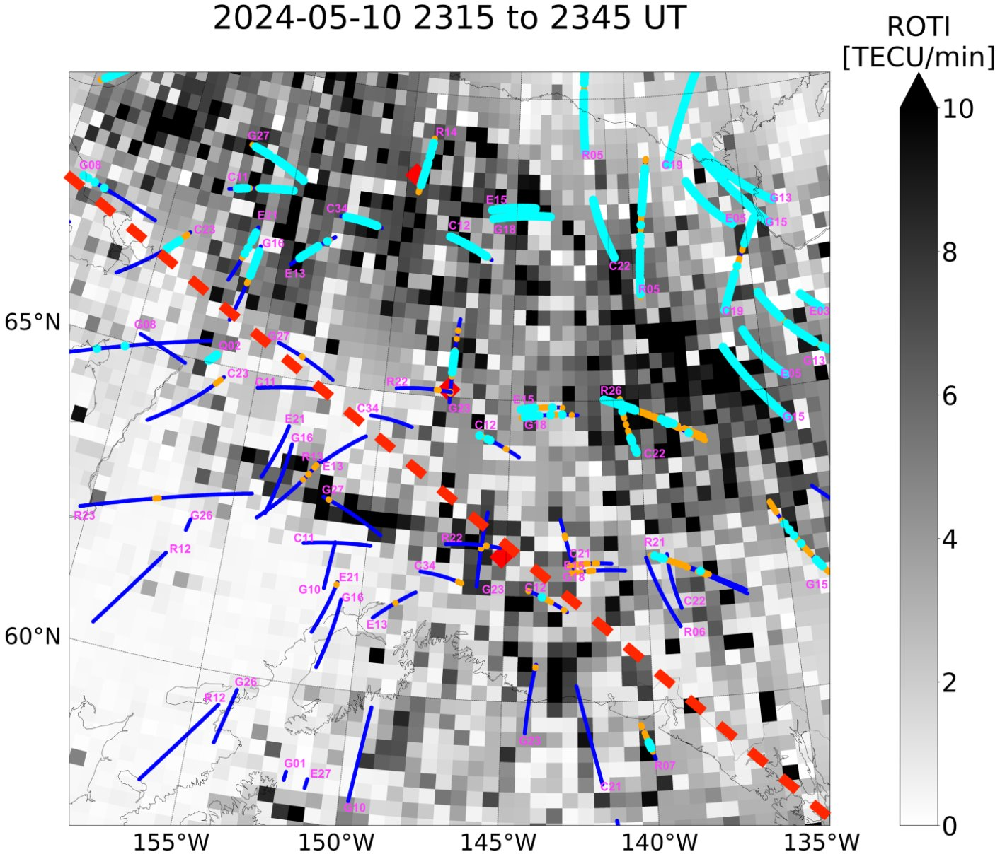 2024-05-10 2315 to 2345 UT
ROTI
[TECU/min]
10
8
6
4
2
0
65°N
60°N
155°W
150°W
145°W
140°W
135°W
G27
R14
G08
C11
R05
C19
G13
E15
C34
E21
G18
C12
E05
G15
C23
G16
E13
C22
R05
C19
E03
G08
G27
G13
E05
C23
C11
R22
G23
R26
E15
G18
G15
C34
C12
E21
G16
C22
R13
E13
G27
R23
G26
R12
C11
R22
R21
C21
E15
G18
G15
C34
G10
E21
G23
C12
G16
C22
E13
R06
G26
R12
G23
R07
G01
E27
C21
G10